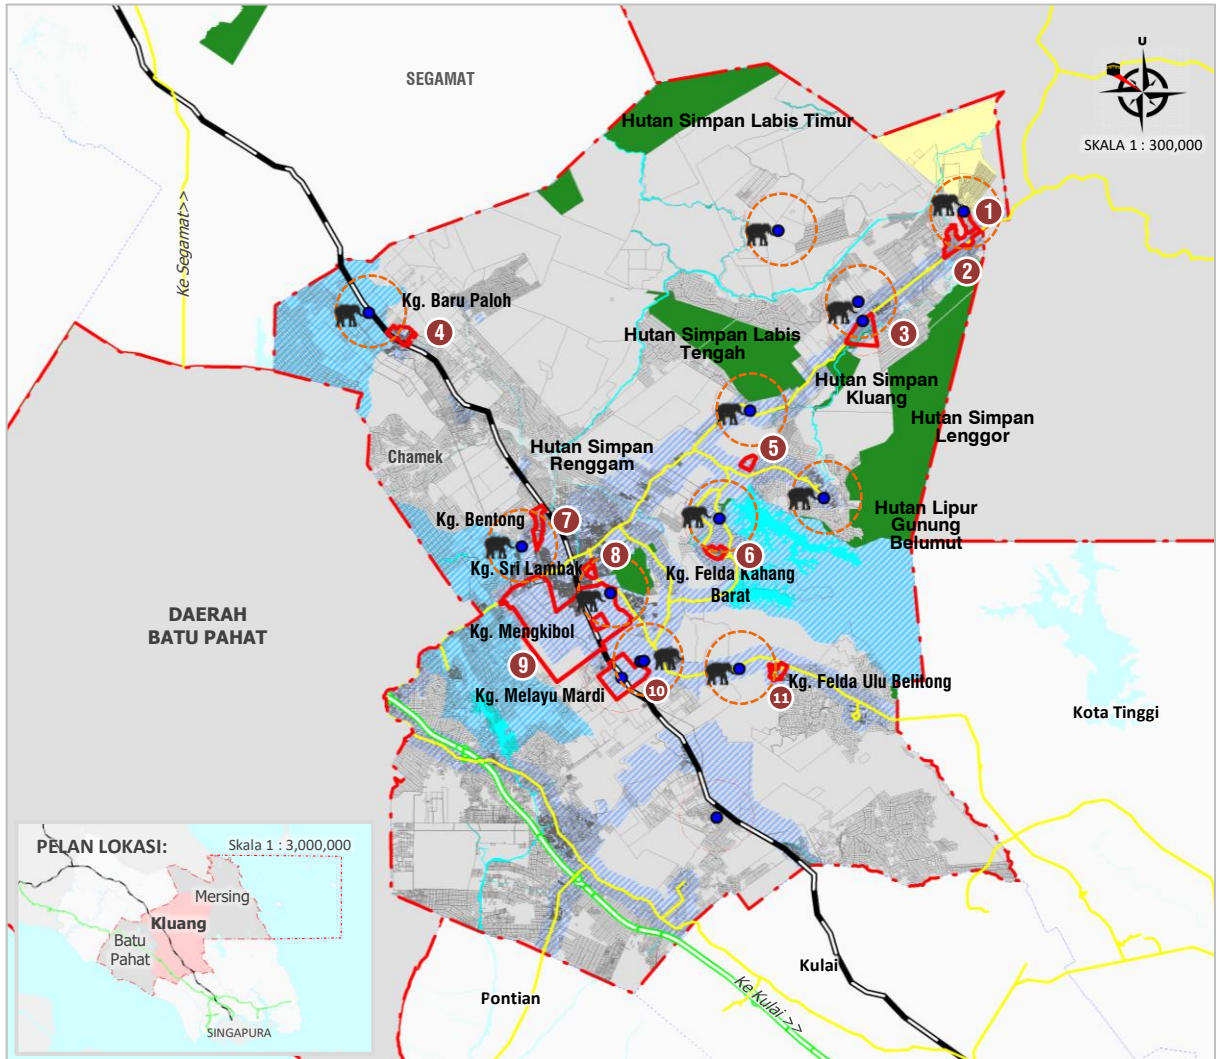 SEGAMAT
U
SKALA 1 : 300,000
Hutan Simpan Labis Timur
Ke Segamat>>
1
2
Kg. Baru Paloh
4
3
Hutan Simpan Labis
Tengah
Hutan Simpan
Kluang
Hutan Simpan
Lenggor
Chamek
Hutan Simpan
Renggam
5
Hutan Lipur
Gunung
Belumut
Kg. Bentong
7
8
6
Kg. Sri Lambak
Kg. Felda Kahang
Barat
DAERAH
BATU PAHAT
Kg. Mengkibol
9
Kg. Melayu Mardi
10
11
Kg. Felda Ulu Belitong
Kota Tinggi
PELAN LOKASI:
Skala 1 : 3,000,000
Mersing
Kluang
Batu
Pahat
SINGAPURA
Kulai
Pontian
Ke Kulai >>